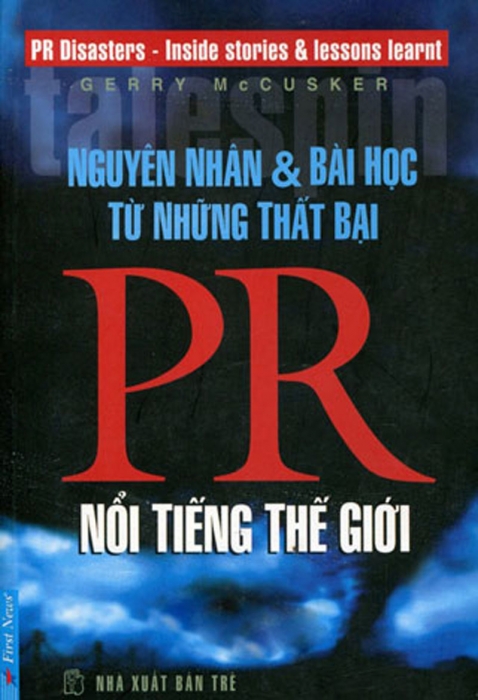 PR Disasters - Inside stories & lessons learnt
GERRY McCUSKER
talespin
NGUYÊN NHÂN & BÀI HỌC
TỪ NHỮNG THẤT BẠI
PR
NỔI TIẾNG THẾ GIỚI
First News
NHÀ XUẤT BẢN TRẺ